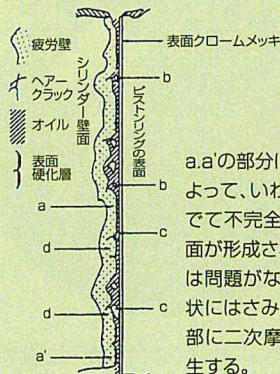 疲労壁
ヘアー
クラック
オイル
表面
硬化層
シリンダー壁面
ピストンリングの表面
表面クロームメッキ
b
b
a
c
d
d
c
a'
a.a'の部分に
よって、いわ
でて不完全
面が形成さ
は問題がな
状にはさみ
部に二次摩
生する。